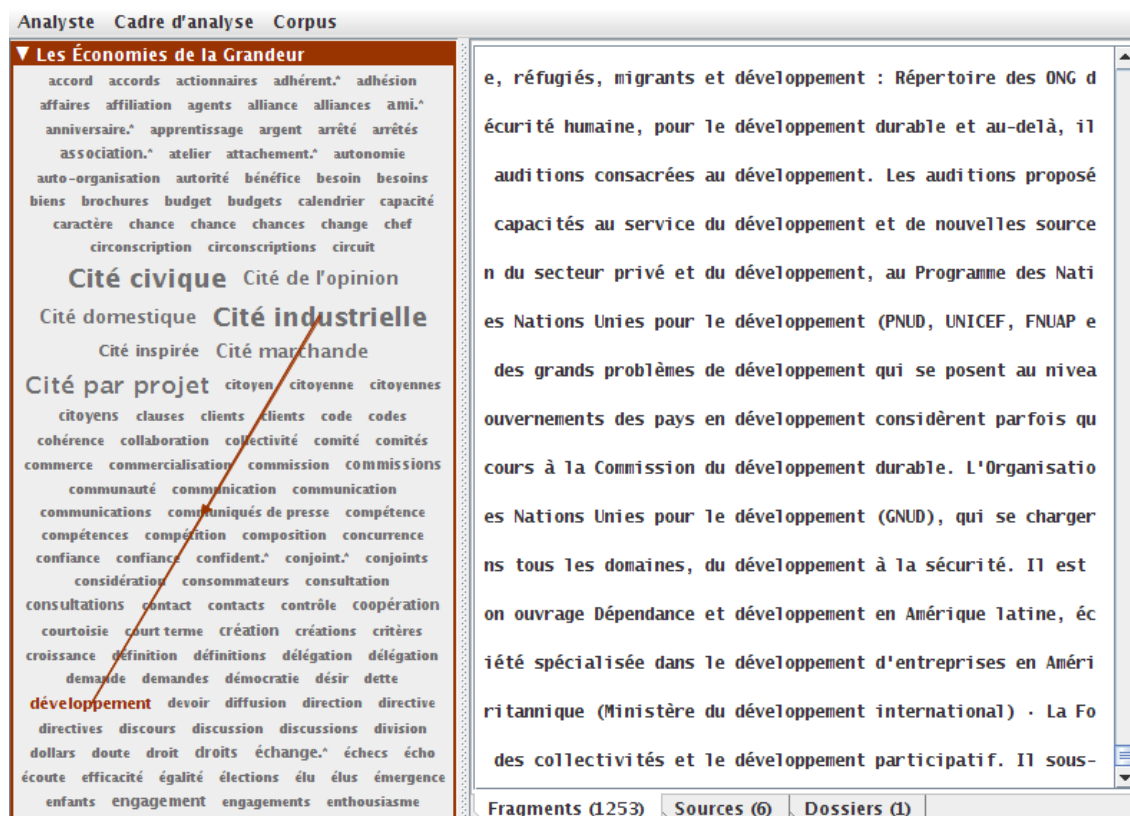 Analyste Cadre d'analyse Corpus
▼ Les Économies de la Grandeur
accord accords actionnaires adhérent.* adhésion
affaires affiliation agents alliance alliances ami.*
anniversaire.* apprentissage argent arrêté arrêtés
association.* atelier attachement.* autonomie
auto-organisation autorité bénéfice besoin besoins
biens brochures budget budgets calendrier capacité
caractère chance chance chances change chef
circonscription circonscriptions circuit
Cité civique Cité de l'opinion
Cité domestique Cité industrielle
Cité inspirée Cité marchande
Cité par projet citoyen citoyenne citoyennes
citoyens clauses clients clients code codes
cohérence collaboration collectivité comité comités
commerce commercialisation commission commissions
communauté communication communication
communications communiqués de presse compétence
compétences compétition composition concurrence
confiance confiance confident.* conjoint.* conjoints
considération consommateurs consultation
consultations contact contacts contrôle coopération
courtoisie court terme création créations critères
croissance définition définitions délégation délégation
demande demandes démocratie désir dette
développement devoir diffusion direction directive
directives discours discussion discussions division
dollars doute droit droits échange.* échecs écho
écoute efficacité égalité élections élu élus émergence
enfants engagement engagements enthousiasme
e, réfugiés, migrants et développement : Répertoire des ONG d
écurité humaine, pour le développement durable et au-delà, il
auditions consacrées au développement. Les auditions proposé
capacités au service du développement et de nouvelles source
n du secteur privé et du développement, au Programme des Nati
es Nations Unies pour le développement (PNUD, UNICEF, FNUAP e
des grands problèmes de développement qui se posent au nivea
ouvernements des pays en développement considèrent parfois qu
cours à la Commission du développement durable. L'Organisatio
es Nations Unies pour le développement (GNUD), qui se charger
ns tous les domaines, du développement à la sécurité. Il est
on ouvrage Dépendance et développement en Amérique latine, éc
iété spécialisée dans le développement d'entreprises en Améri
ritannique (Ministère du développement international) · La Fo
des collectivités et le développement participatif. Il sous-
Fragments (1253) Sources (6) Dossiers (1)